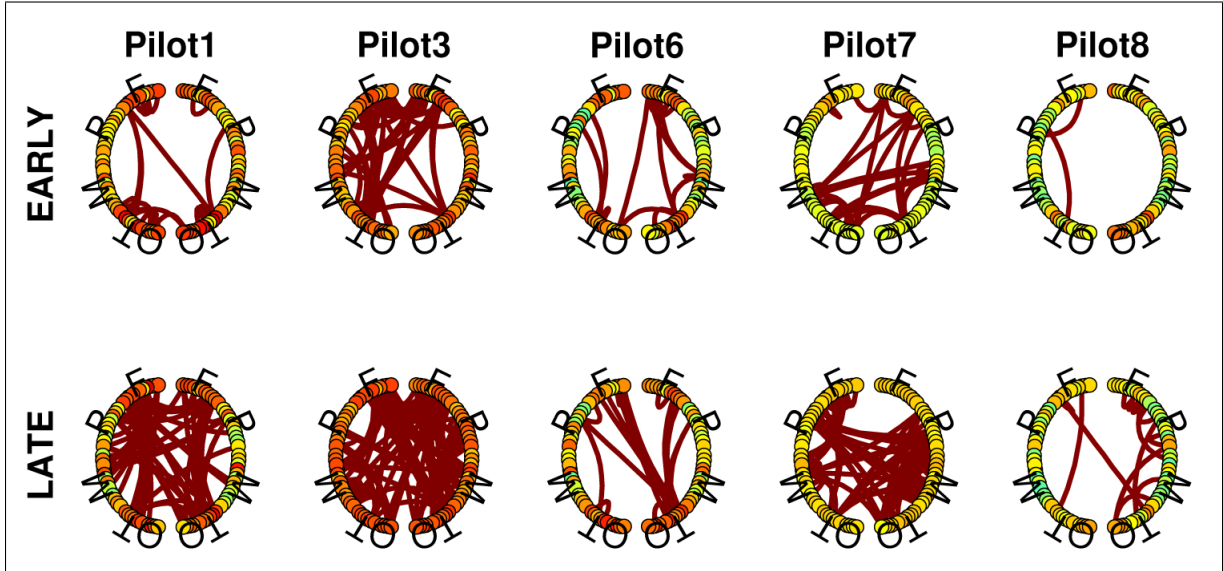 Pilot1 Pilot3 Pilot6 Pilot7 Pilot8
EARLY
F F F F F F F F F F
P P P P P P P P P P
T O O T T O O T T O O T T O O T T O O T
LATE
F F F F F F F F F F
P P P P P P P P P P
T O O T T O O T T O O T T O O T T O O T